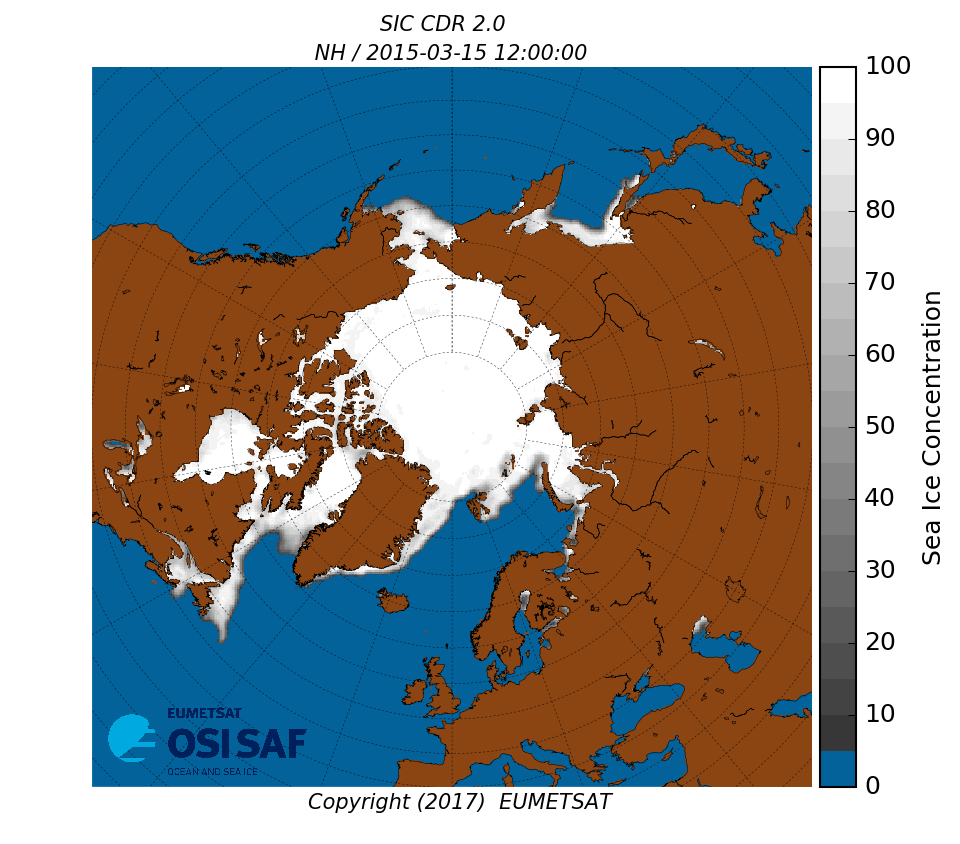 SIC CDR 2.0
NH / 2015-03-15 12:00:00
100
90
80
70
60
50
40
30
20
10
0
Sea Ice Concentration
EUMETSAT
OSI SAF
OCEAN AND SEA ICE
Copyright (2017)  EUMETSAT